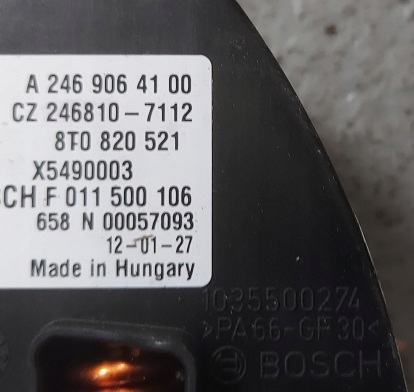 A 246 906 41 00
CZ 246810-7112
8T0 820 521
X5490003
CH F 011 500 106
658 N 00057093
12-01-27
Made in Hungary
1035500274
>PA66-GF30<
BOSCH